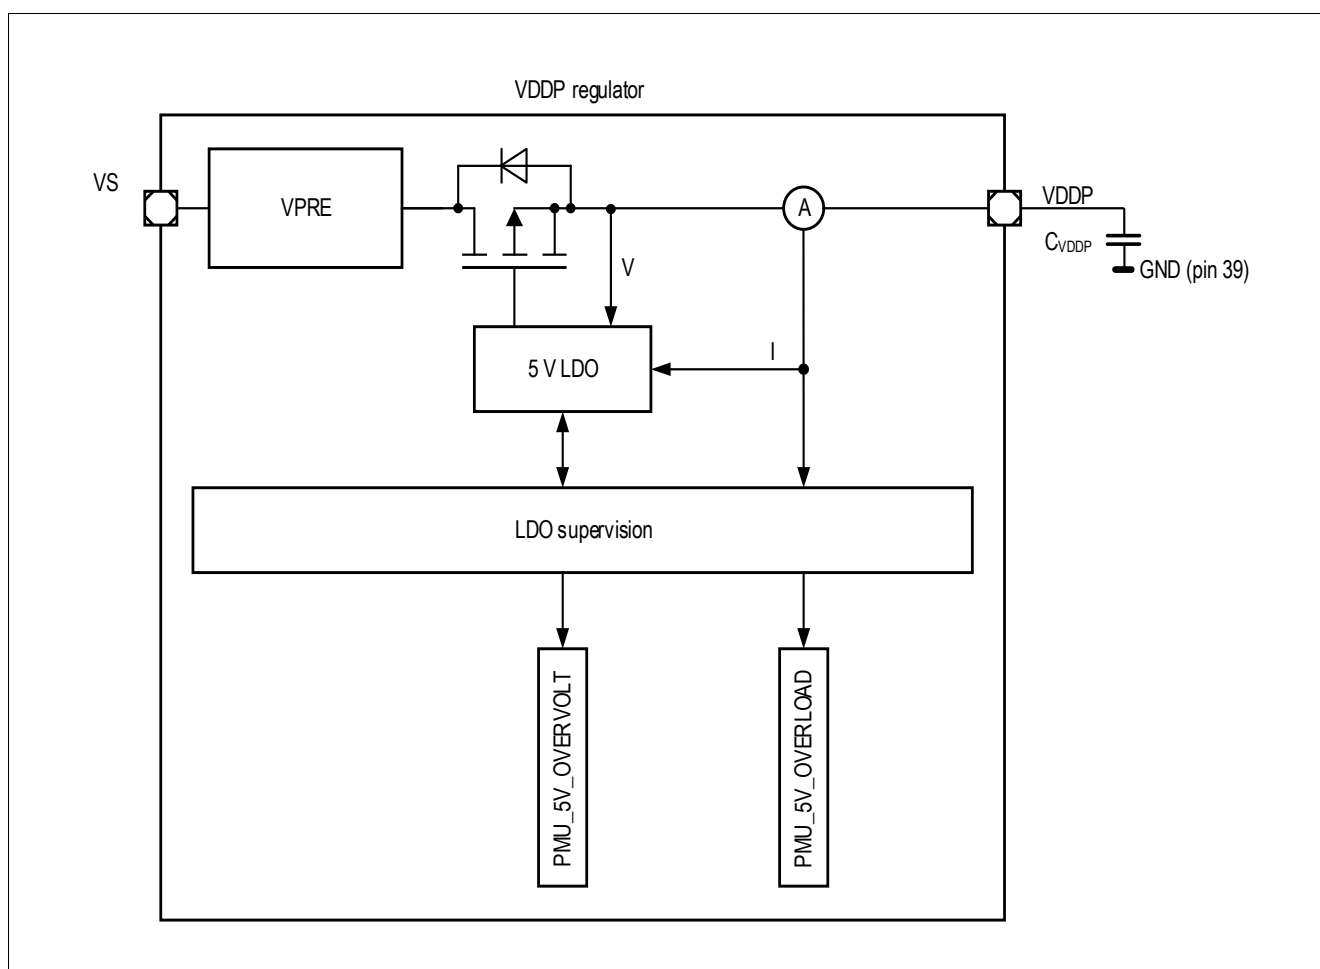 VDDP regulator
VS
VPRE
A
VDDP
CVDDP
GND (pin 39)
V
I
5 V LDO
LDO supervision
PMU_5V_OVERVOLT
PMU_5V_OVERLOAD